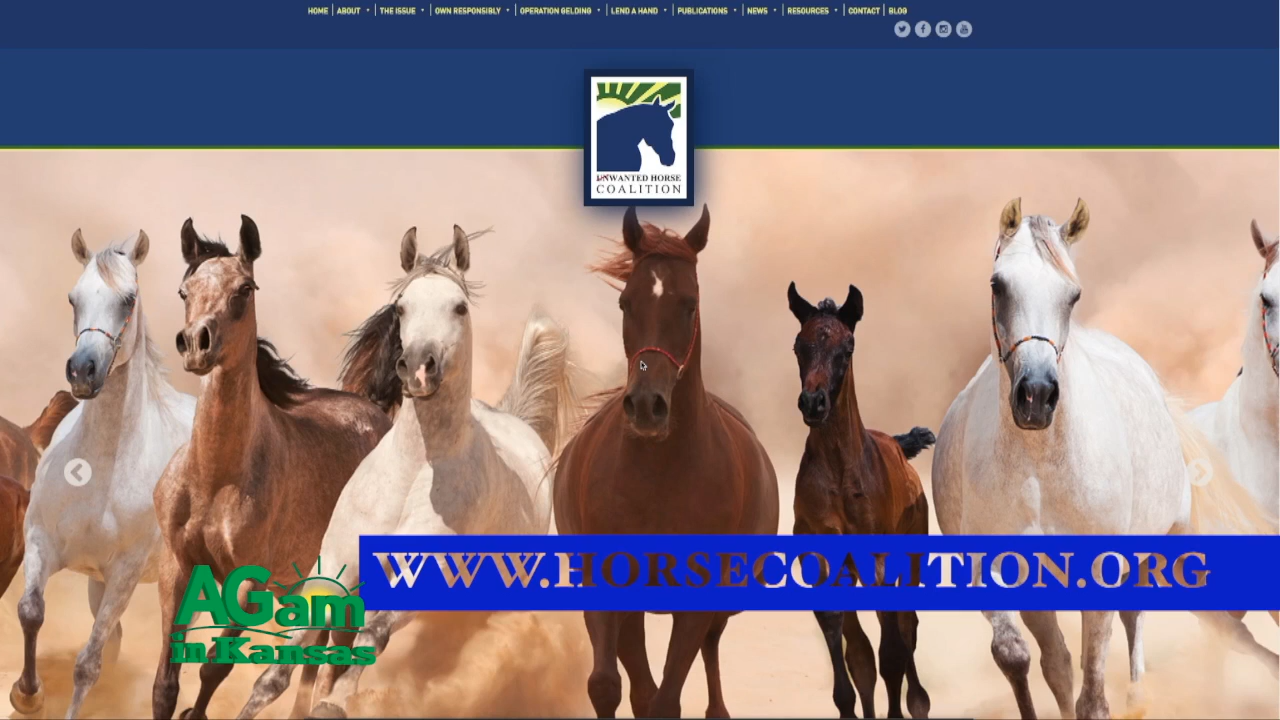 HOME ABOUT THE ISSUE OWN RESPONSIBLY OPERATION GELDING LEND A HAND PUBLICATIONS NEWS RESOURCES CONTACT BLOG
UNWANTED HORSE
COALITION
WWW.HORSECOALITION.ORG
AGam
in Kansas